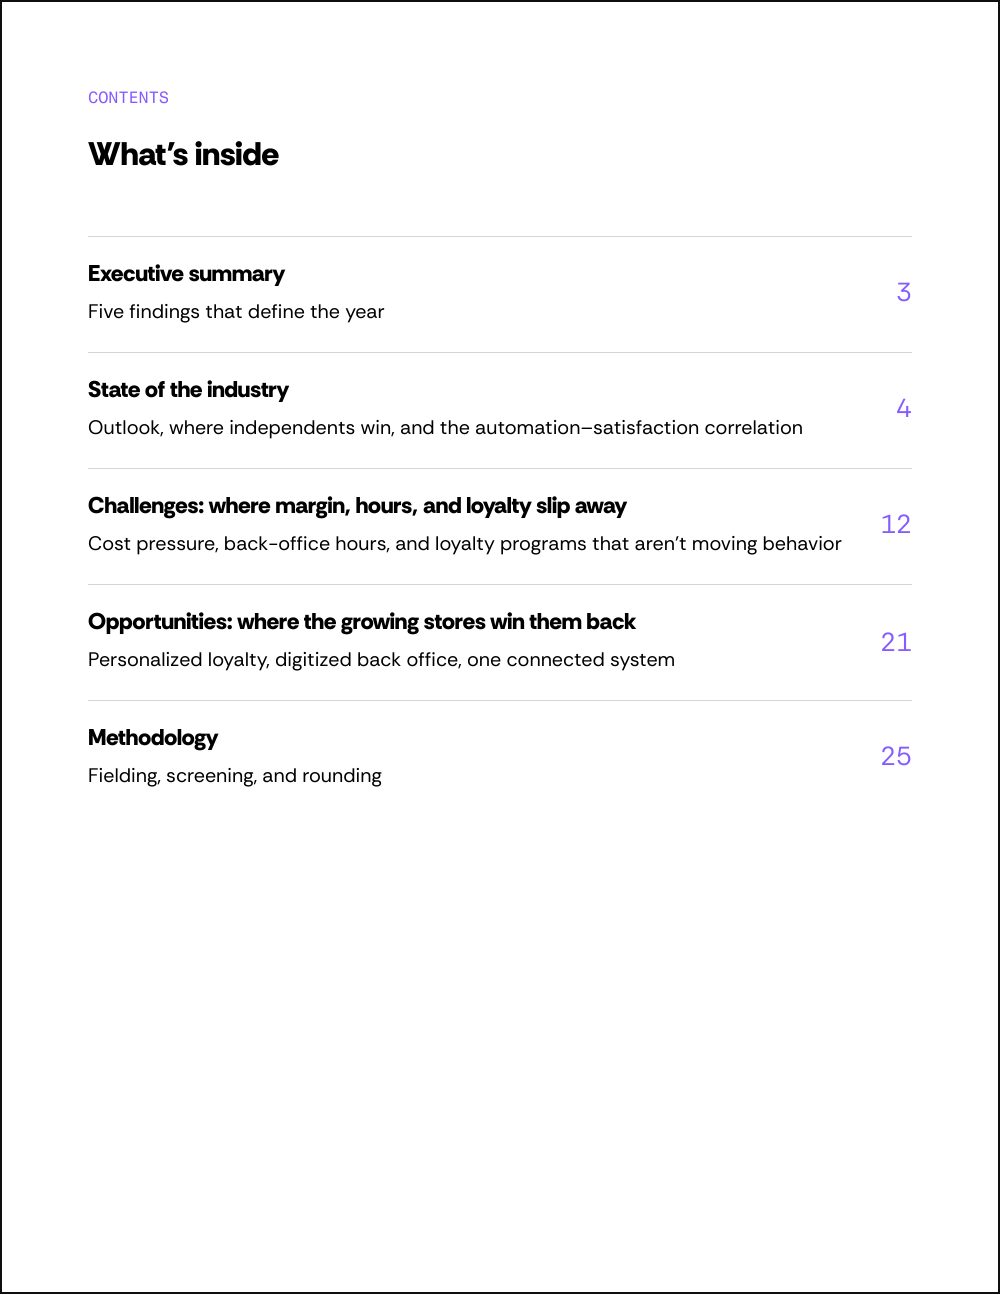 CONTENTS
What's inside
Executive summary
Five findings that define the year
3
State of the industry
Outlook, where independents win, and the automation–satisfaction correlation
4
Challenges: where margin, hours, and loyalty slip away
Cost pressure, back-office hours, and loyalty programs that aren't moving behavior
12
Opportunities: where the growing stores win them back
Personalized loyalty, digitized back office, one connected system
21
Methodology
Fielding, screening, and rounding
25